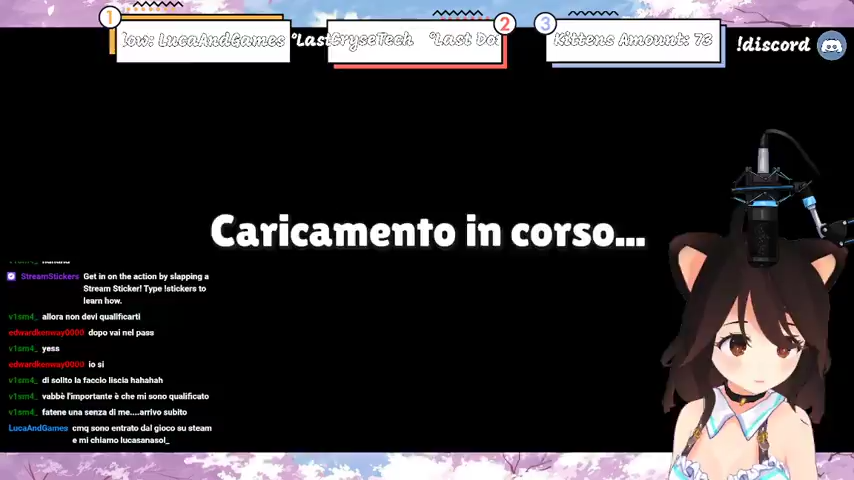 1
2
3
low: LucaAndGames
°Last
CryseTech °Last Do
Kittens Amount: 73
!discord
Caricamento in corso...
StreamStickers Get in on the action by slapping a
Stream Sticker! Type !stickers to
learn how.
v1sm4_ allora non devi qualificarti
edwardkenway0000 dopo vai nel pass
v1sm4_ yess
edwardkenway0000 io si
v1sm4_ di solito la faccio liscia hahahah
v1sm4_ vabbè l'importante è che mi sono qualificato
v1sm4_ fatene una senza di me....arrivo subito
LucaAndGames cmq sono entrato dal gioco su steam
e mi chiamo lucasanasol_